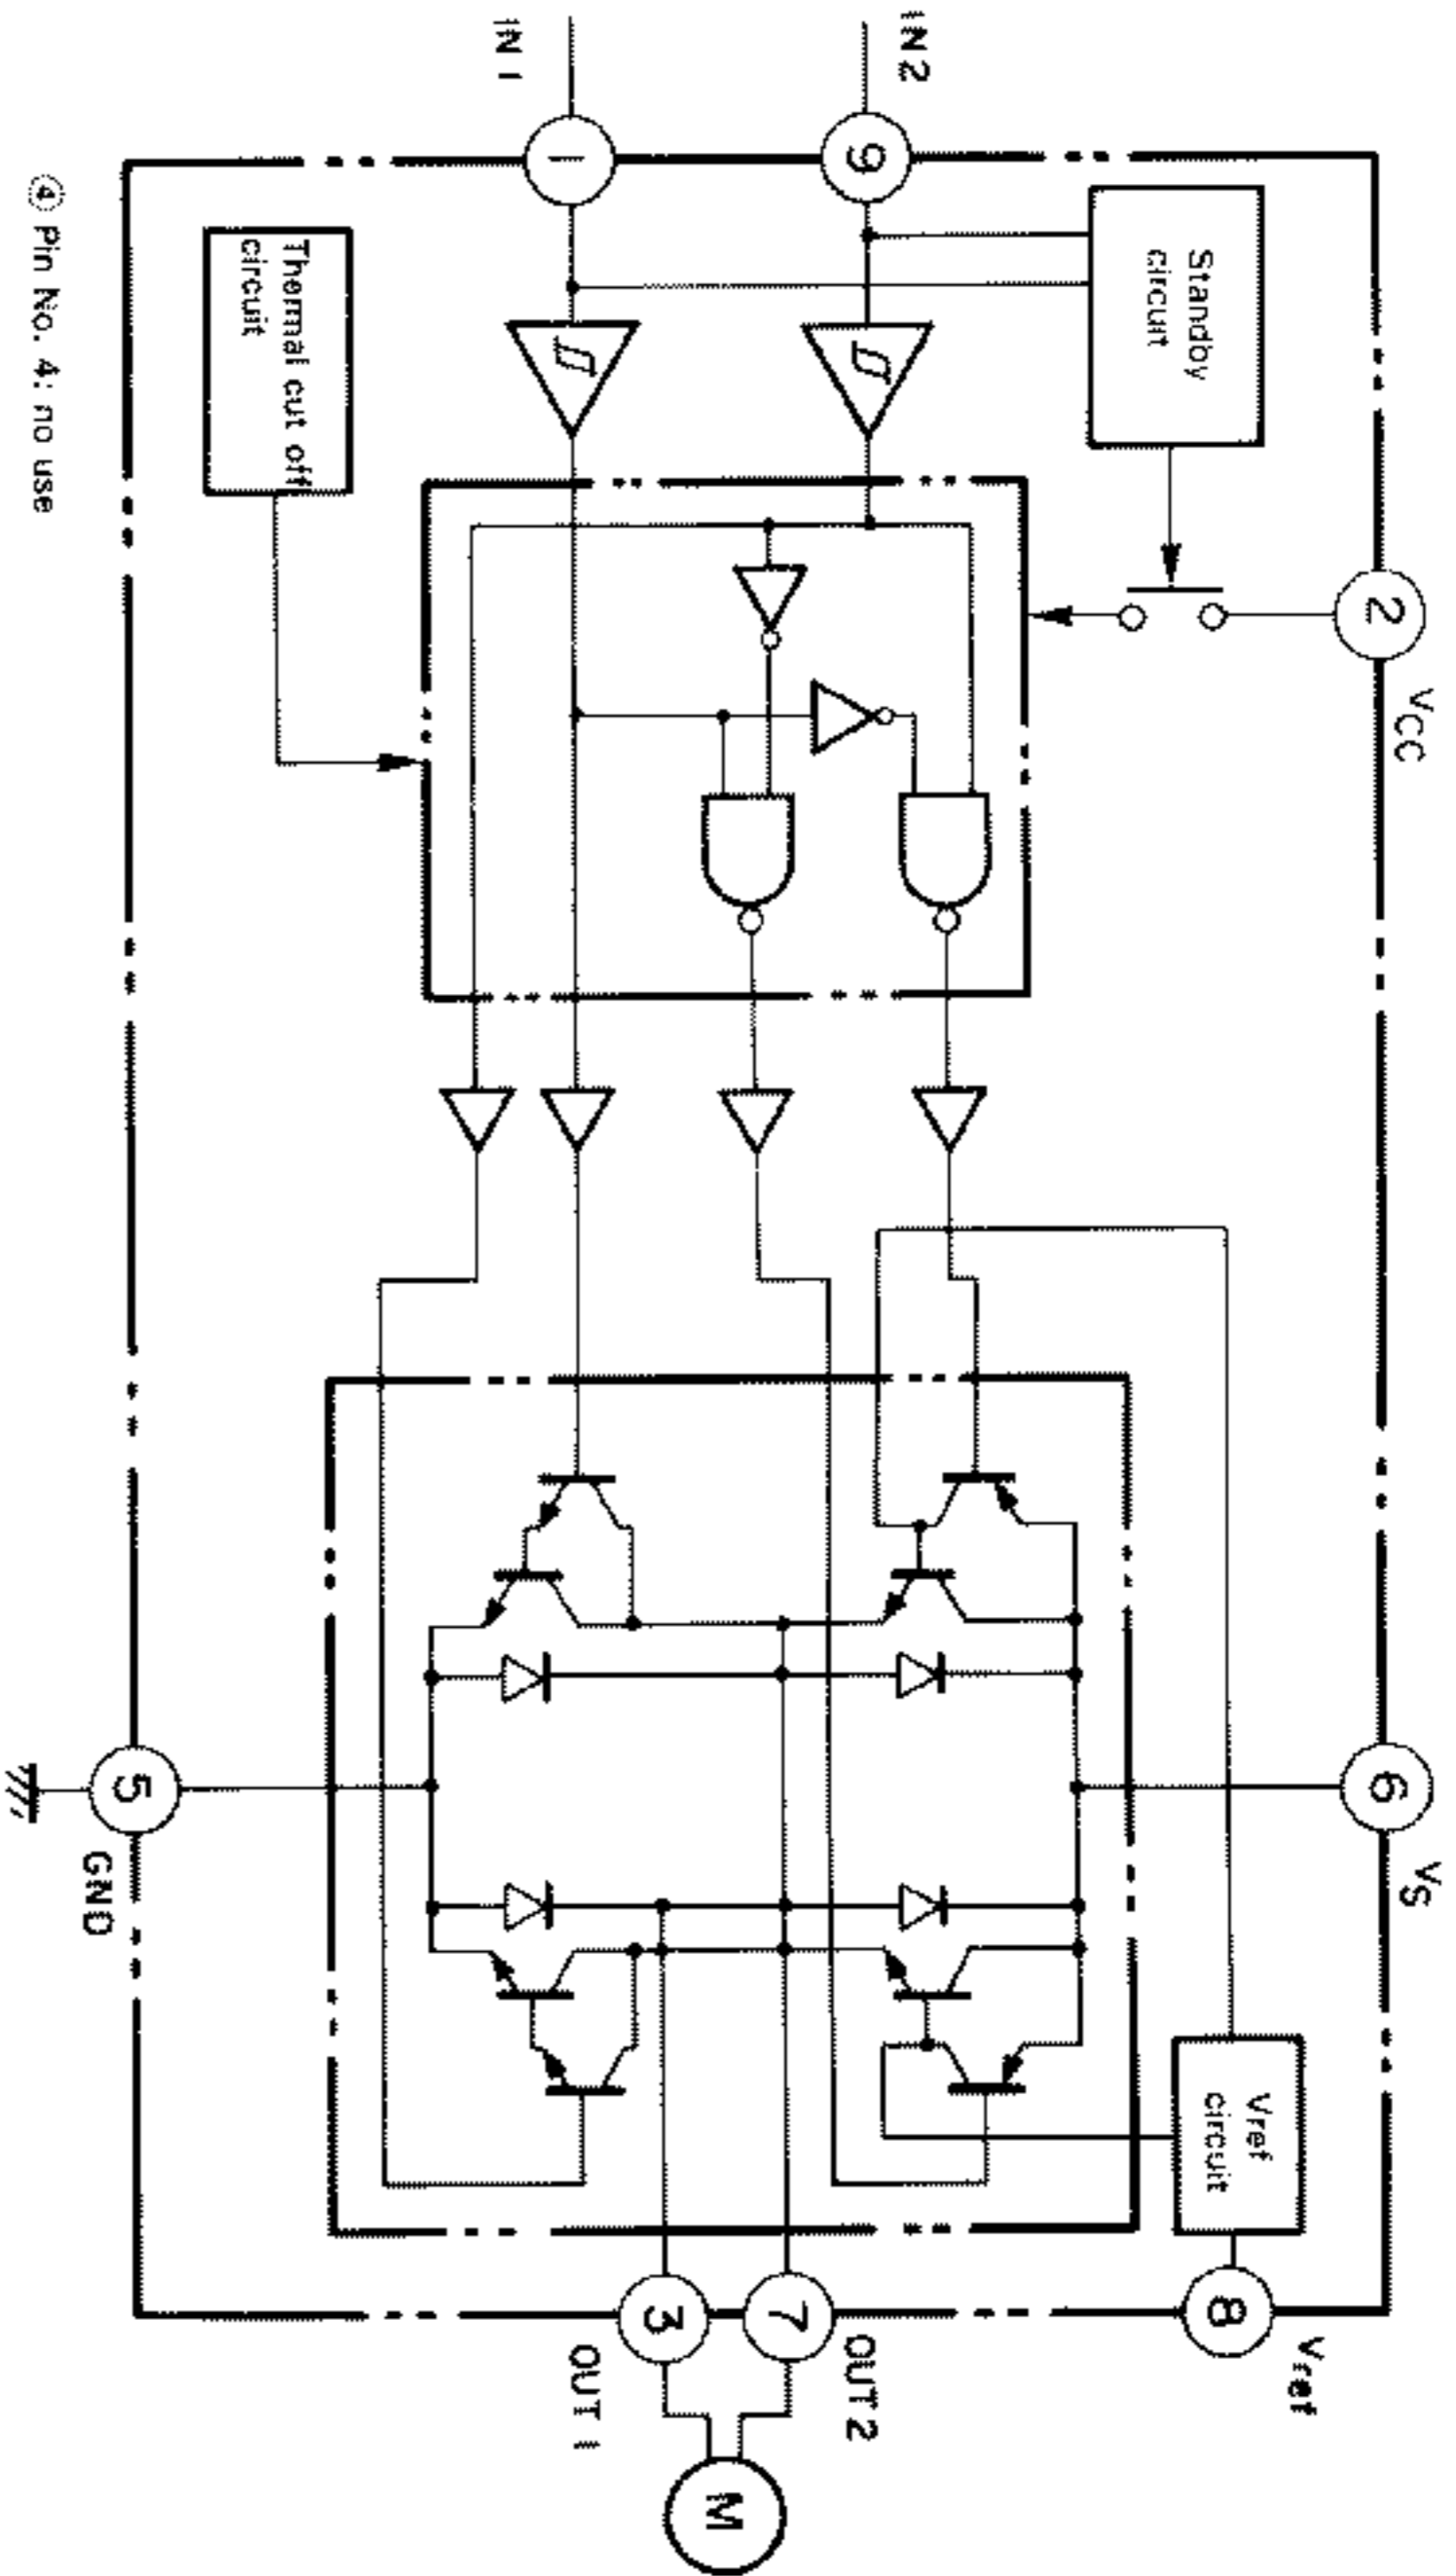 VCC
VS
Vref
2
6
8
Standby
circuit
Vref
circuit
IN 2
9
7
OUT 2
M
IN 1
1
3
OUT 1
Thermal cut off
circuit
5
GND
④ Pin No. 4: no use